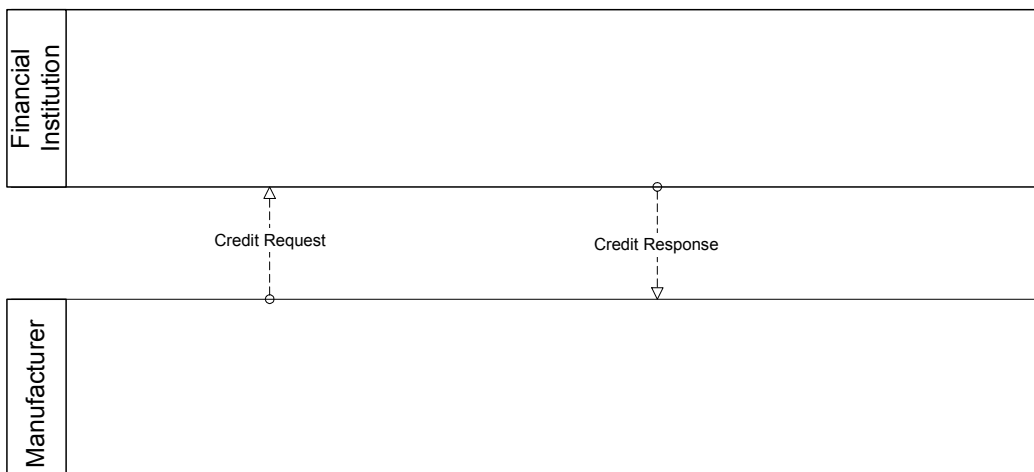 Financial
Institution
Credit Request
Credit Response
Manufacturer